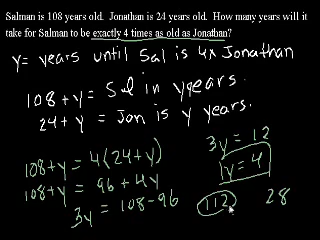 Salman is 108 years old. Jonathan is 24 years old. How many years will it
take for Salman to be exactly 4 times as old as Jonathan?
y = years until Sal is 4x Jonathan
108 + y = Sal in y years.
24 + y = Jon is y years.
108 + y = 4(24 + y)
108 + y = 96 + 4y
3y = 108 - 96
3y = 12
y = 4
112 28